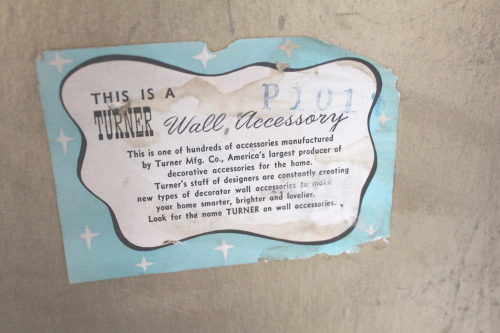 THIS IS A
P101
TURNER Wall Accessory
This is one of hundreds of accessories manufactured
by Turner Mfg. Co., America's largest producer of
decorative accessories for the home.
Turner's staff of designers are constantly creating
new types of decorator wall accessories to make
your home smarter, brighter and lovelier.
Look for the name TURNER on wall accessories.